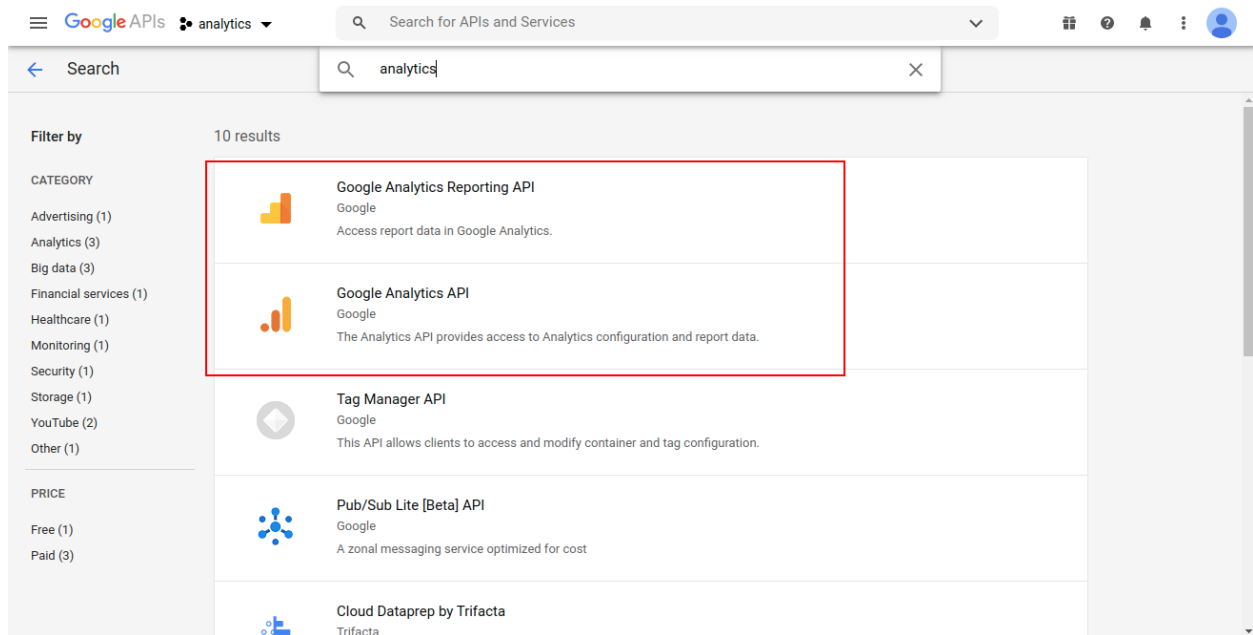 Google APIs analytics Search for APIs and Services
Search analytics
Filter by
CATEGORY
Advertising (1)
Analytics (3)
Big data (3)
Financial services (1)
Healthcare (1)
Monitoring (1)
Security (1)
Storage (1)
YouTube (2)
Other (1)
PRICE
Free (1)
Paid (3)
10 results
Google Analytics Reporting API
Google
Access report data in Google Analytics.
Google Analytics API
Google
The Analytics API provides access to Analytics configuration and report data.
Tag Manager API
Google
This API allows clients to access and modify container and tag configuration.
Pub/Sub Lite [Beta] API
Google
A zonal messaging service optimized for cost
Cloud Dataprep by Trifacta
Trifacta